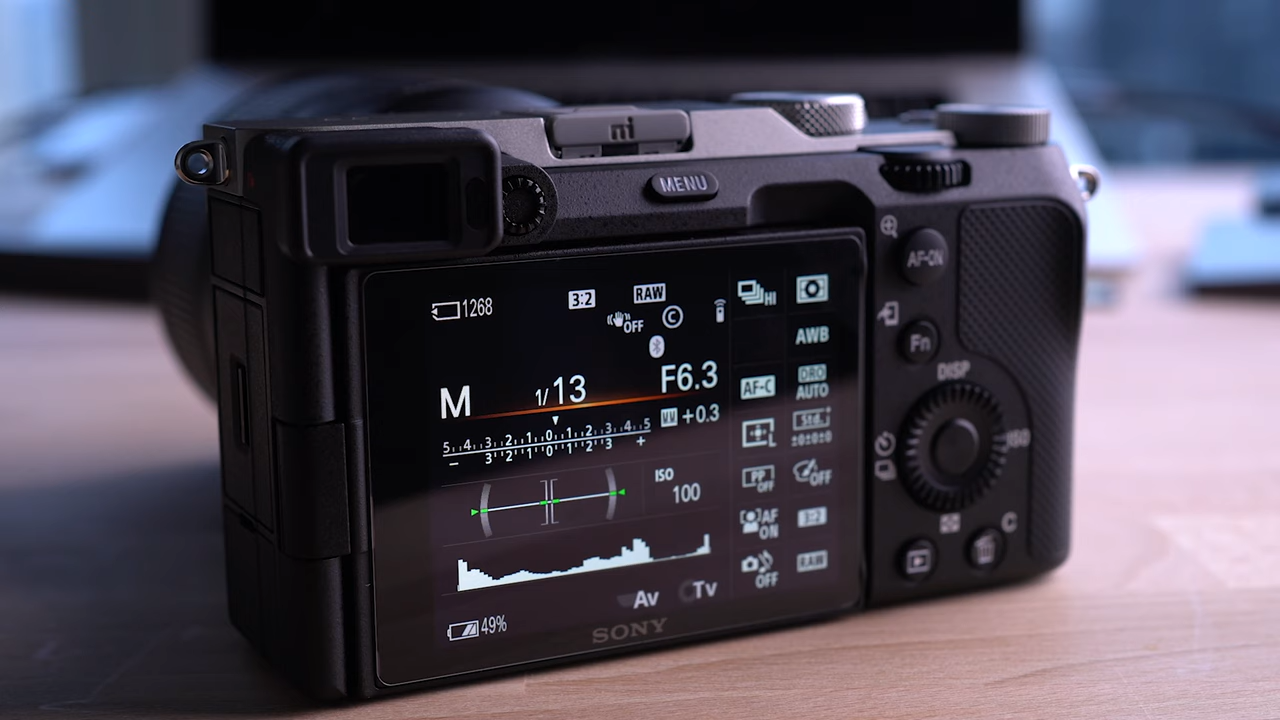 mi
MENU
AF-ON
1268
3:2
RAW
HI
OFF
C
AWB
Fn
M
1/13
F6.3
AF-C
DRO
AUTO
DISP
+0.3
5 4 3 2 1 0 1 2 3 4 5
− 3 2 1 0 1 2 3 +
L
Std.
±0±0±0
ISO
ISO
100
PP
OFF
OFF
AF
ON
3:2
C
OFF
RAW
Av
Tv
49%
SONY